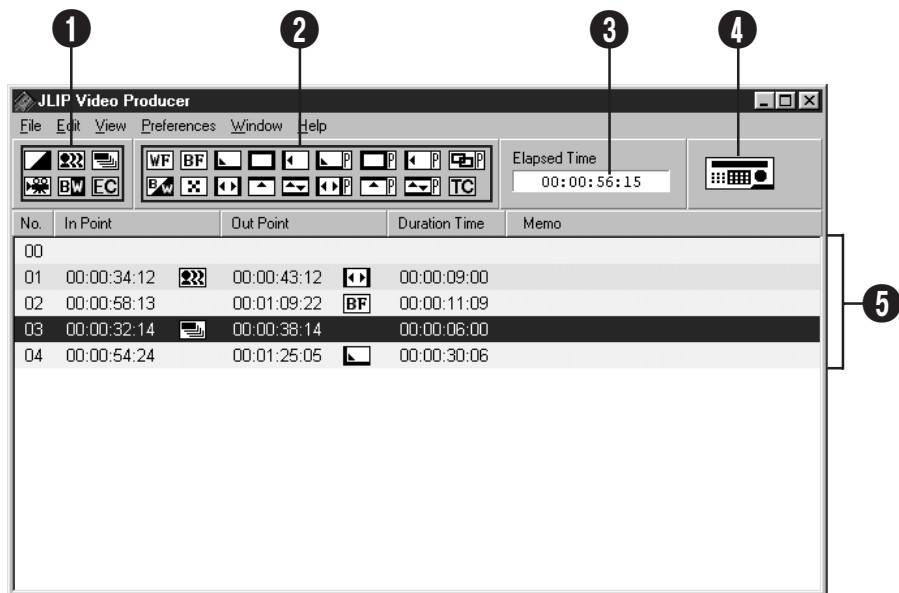 1 2 3 4
JLIP Video Producer
File Edit View Preferences Window Help
WF BF P P P P
BW EC B/W P P P TC
Elapsed Time
00:00:56:15
No. In Point Out Point Duration Time Memo
00
01 00:00:34:12 00:00:43:12 00:00:09:00
02 00:00:58:13 00:01:09:22 BF 00:00:11:09
03 00:00:32:14 00:00:38:14 00:00:06:00
04 00:00:54:24 00:01:25:05 00:00:30:06
5